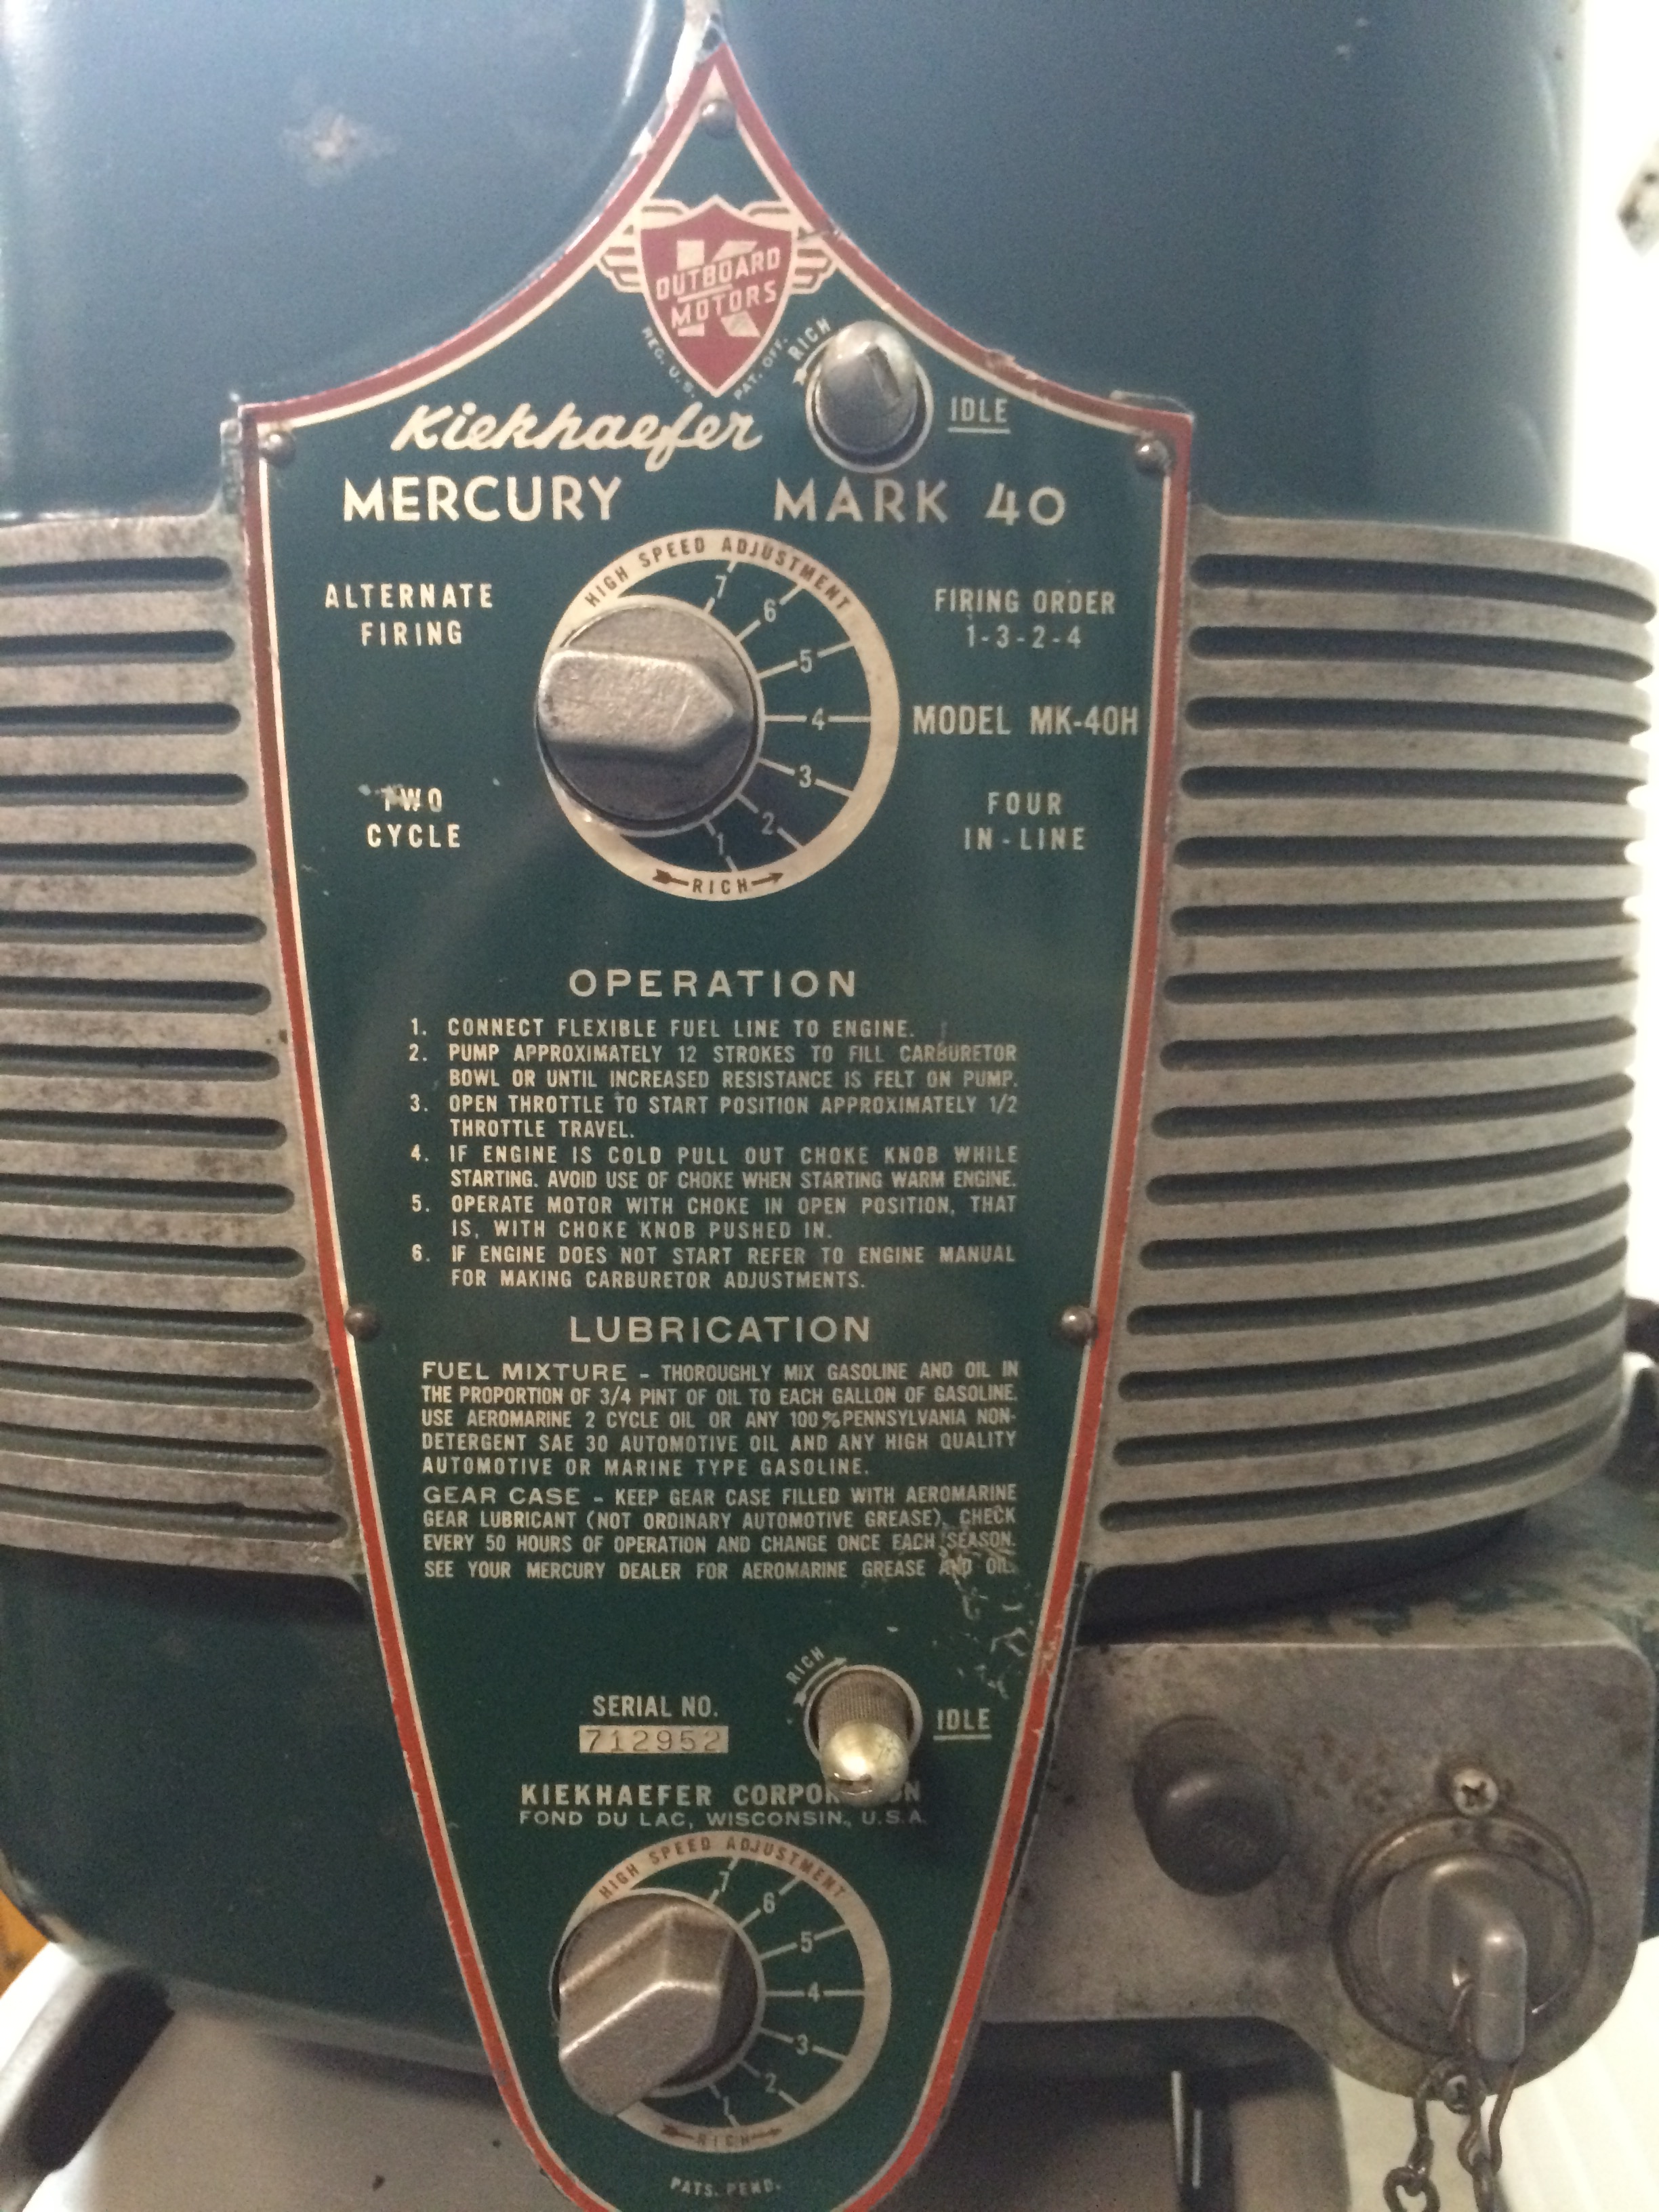 K
OUTBOARD
MOTORS
REG. U.S. PAT. OFF.
RICH
IDLE
Kiekhaefer
MERCURY MARK 40
HIGH SPEED ADJUSTMENT
7
6
5
4
3
2
1
RICH
ALTERNATE
FIRING
FIRING ORDER
1-3-2-4
MODEL MK-40H
TWO
CYCLE
FOUR
IN-LINE
OPERATION
1. CONNECT FLEXIBLE FUEL LINE TO ENGINE.
2. PUMP APPROXIMATELY 12 STROKES TO FILL CARBURETOR
BOWL OR UNTIL INCREASED RESISTANCE IS FELT ON PUMP.
3. OPEN THROTTLE TO START POSITION APPROXIMATELY 1/2
THROTTLE TRAVEL.
4. IF ENGINE IS COLD PULL OUT CHOKE KNOB WHILE
STARTING. AVOID USE OF CHOKE WHEN STARTING WARM ENGINE.
5. OPERATE MOTOR WITH CHOKE IN OPEN POSITION, THAT
IS, WITH CHOKE KNOB PUSHED IN.
6. IF ENGINE DOES NOT START REFER TO ENGINE MANUAL
FOR MAKING CARBURETOR ADJUSTMENTS.
LUBRICATION
FUEL MIXTURE - THOROUGHLY MIX GASOLINE AND OIL IN
THE PROPORTION OF 3/4 PINT OF OIL TO EACH GALLON OF GASOLINE.
USE AEROMARINE 2 CYCLE OIL OR ANY 100% PENNSYLVANIA NON-
DETERGENT SAE 30 AUTOMOTIVE OIL AND ANY HIGH QUALITY
AUTOMOTIVE OR MARINE TYPE GASOLINE.
GEAR CASE - KEEP GEAR CASE FILLED WITH AEROMARINE
GEAR LUBRICANT (NOT ORDINARY AUTOMOTIVE GREASE). CHECK
EVERY 50 HOURS OF OPERATION AND CHANGE ONCE EACH SEASON.
SEE YOUR MERCURY DEALER FOR AEROMARINE GREASE AND OIL.
RICH
IDLE
SERIAL NO.
712952
KIEKHAEFER CORPORATION
FOND DU LAC, WISCONSIN, U.S.A.
HIGH SPEED ADJUSTMENT
7
6
5
4
3
2
1
RICH
PATS. PEND.